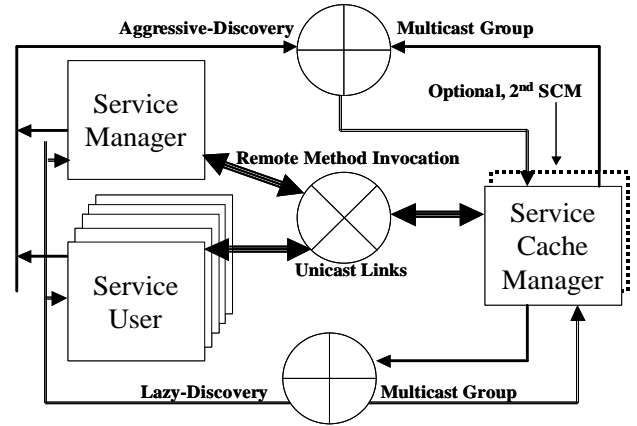 Aggressive-Discovery Multicast Group
Optional, 2nd SCM
Service
Manager
Remote Method Invocation
Service
Cache
Manager
Unicast Links
Service
User
Lazy-Discovery Multicast Group